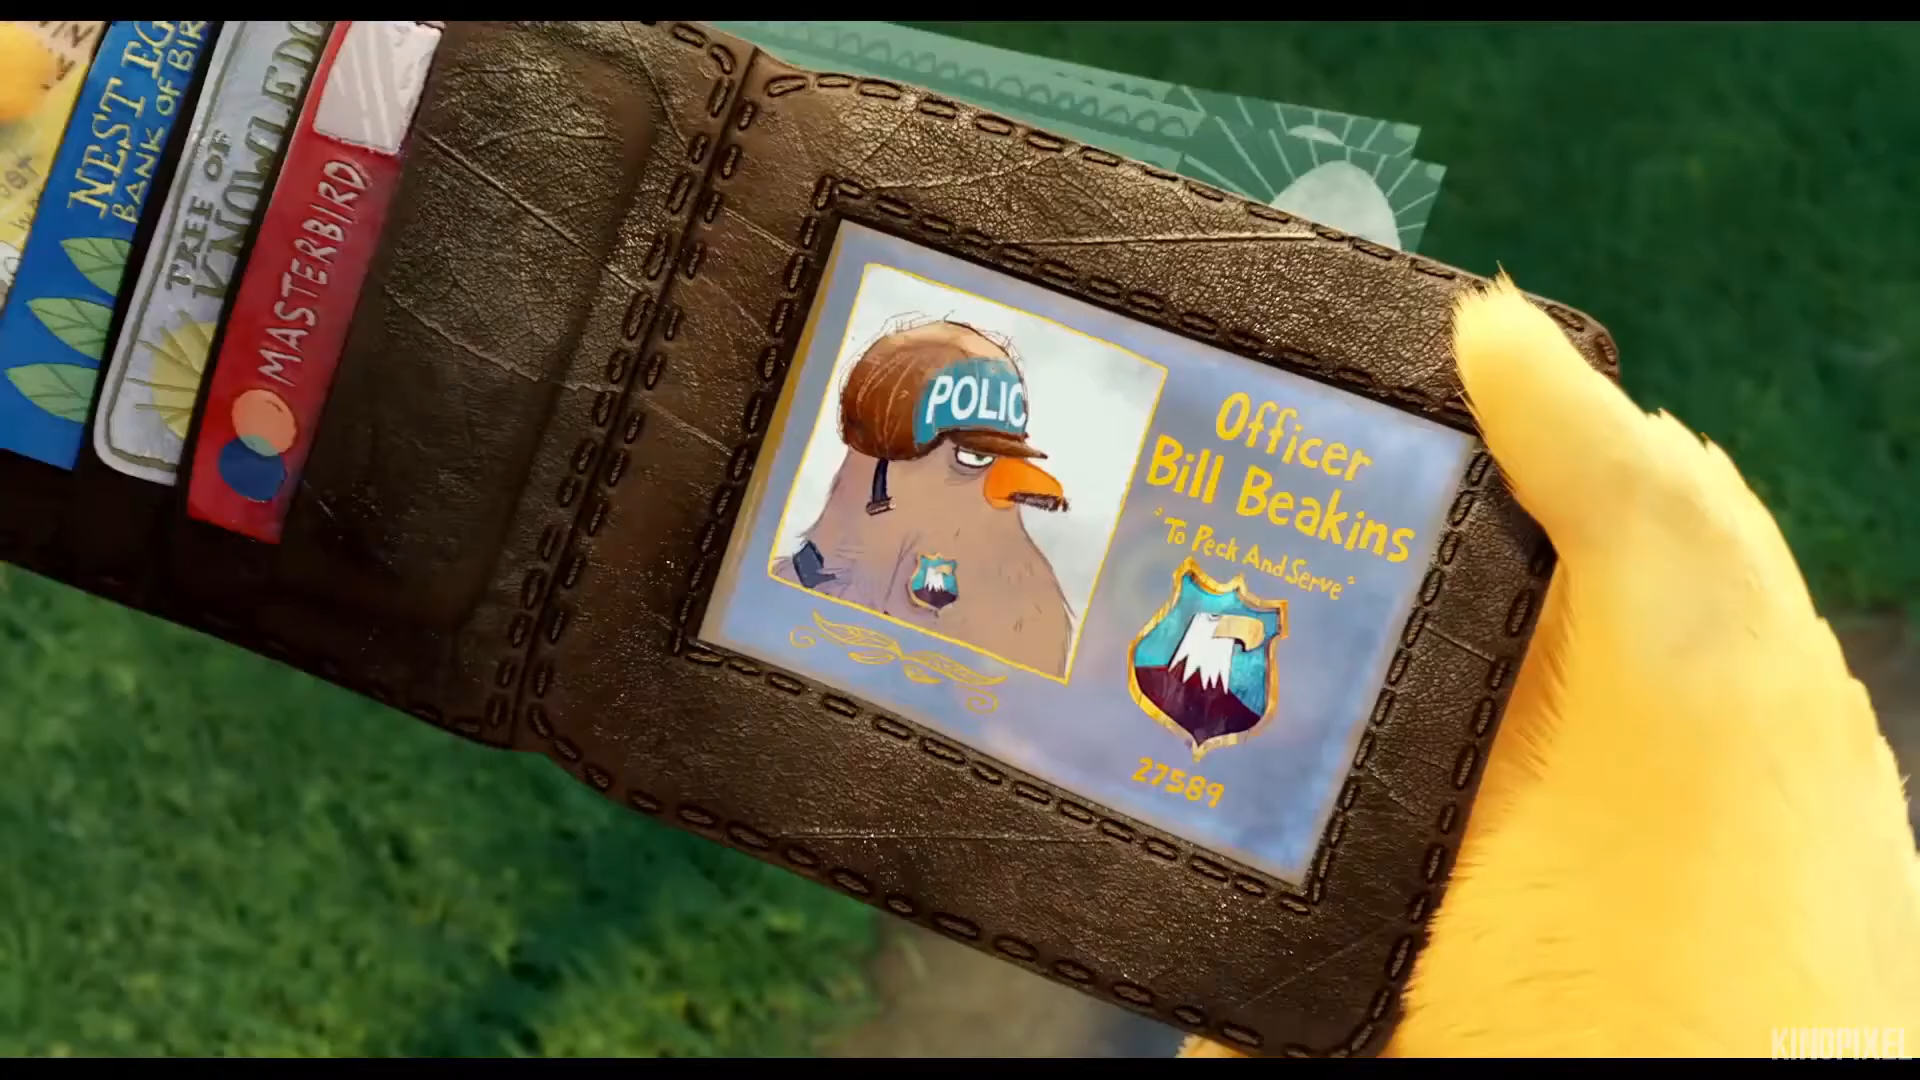 NEST EG
BANK OF BIR
TREE OF
KNOWLEDG
MASTERBIRD
POLIC
Officer
Bill Beakins
"To Peck And Serve"
27589
KINOPIXEL